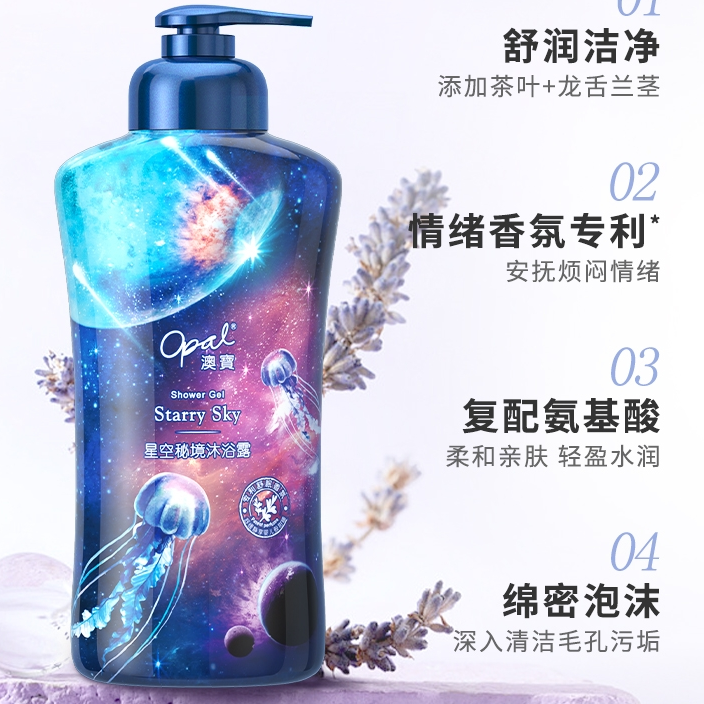 01
舒润洁净
添加茶叶+龙舌兰茎
02
情绪香氛专利*
安抚烦闷情绪
03
复配氨基酸
柔和亲肤 轻盈水润
04
绵密泡沫
深入清洁毛孔污垢
Opal®
澳寶
Shower Gel
Starry Sky
星空秘境沐浴露